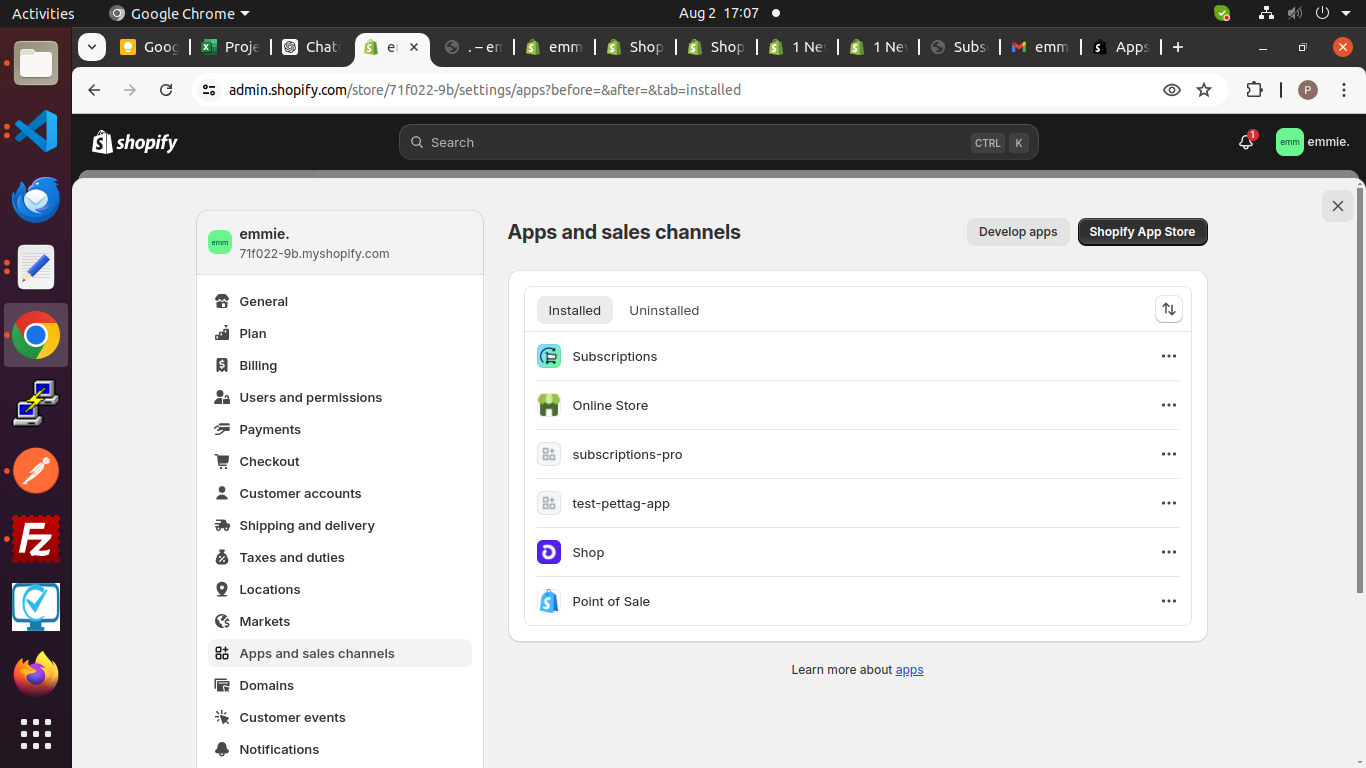 Activities
Google Chrome
Aug 2 17:07
Goog
Proje
Chat
en
. – en
emm
Shop
Shop
1 Nev
1 Nev
Subs
emm
Apps
admin.shopify.com/store/71f022-9b/settings/apps?before=&after=&tab=installed
P
shopify
Search
CTRL K
1
emm
emmie.
emm
emmie.
71f022-9b.myshopify.com
General
Plan
Billing
Users and permissions
Payments
Checkout
Customer accounts
Shipping and delivery
Taxes and duties
Locations
Markets
Apps and sales channels
Domains
Customer events
Notifications
Apps and sales channels
Develop apps
Shopify App Store
Installed
Uninstalled
Subscriptions
Online Store
subscriptions-pro
test-pettag-app
Shop
Point of Sale
Learn more about apps